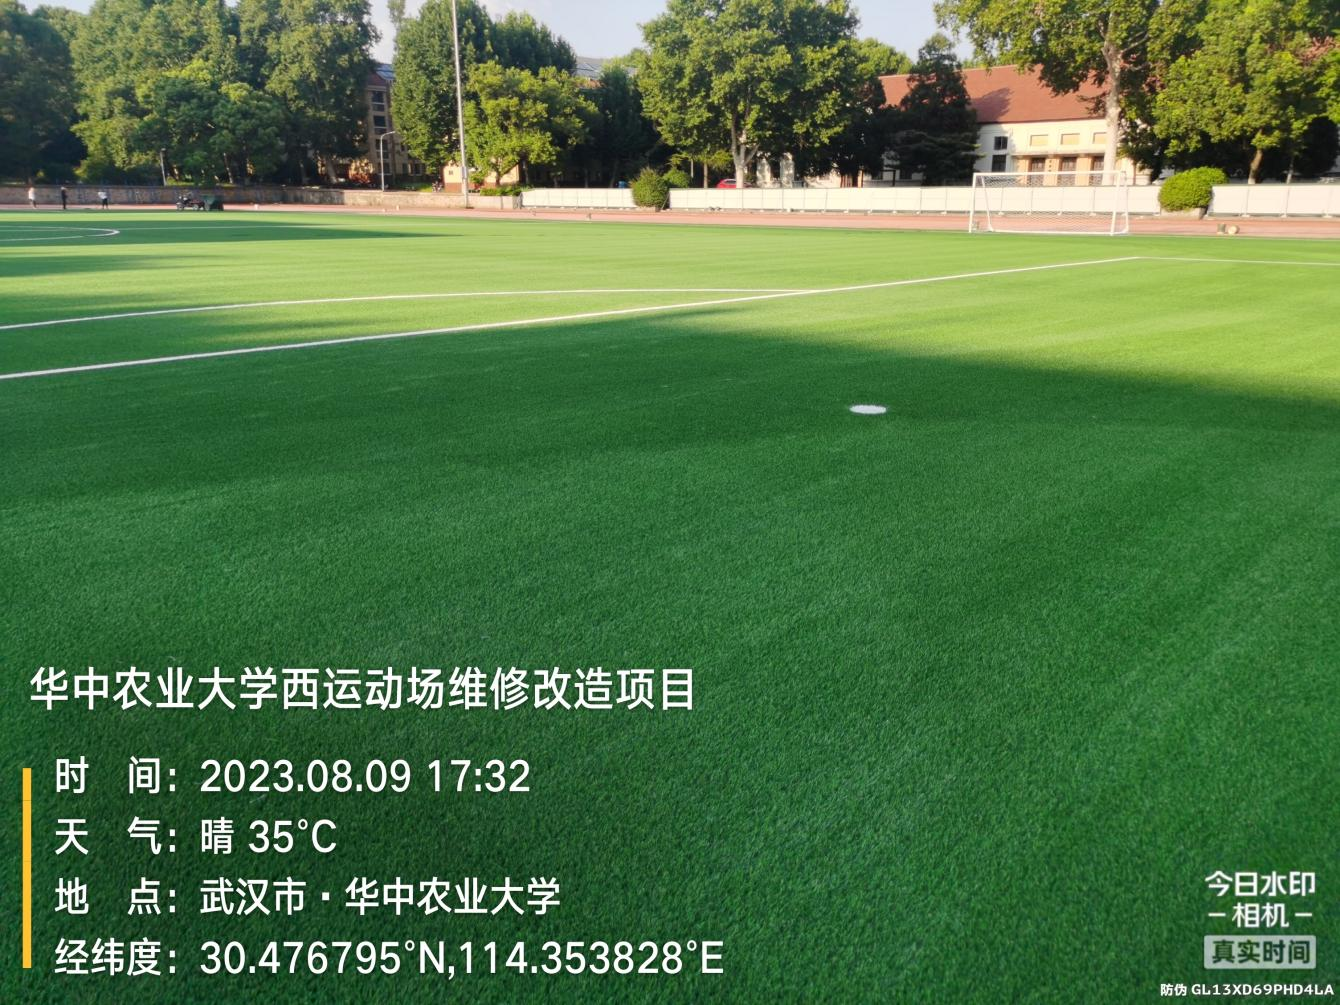 华中农业大学西运动场维修改造项目
时 间：2023.08.09 17:32
天 气：晴 35°C
地 点：武汉市·华中农业大学
经纬度：30.476795°N,114.353828°E
今日水印
相机
真实时间
防伪 GL13XD69PHD4LA